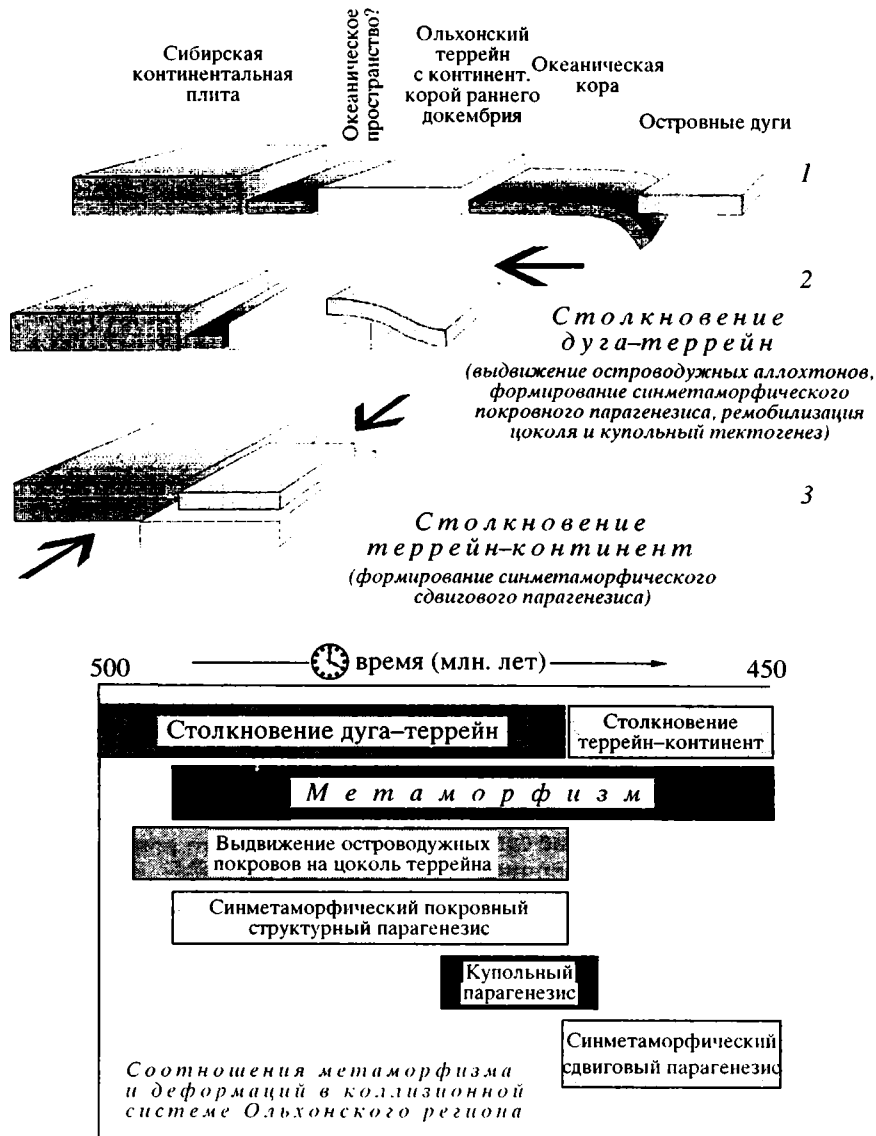 Сибирская
континентальная
плита
Океаническое
пространство?
Ольхонский
террейн
с континент.
корой раннего
докембрия
Океаническая
кора
Островные дуги
1
2
Столкновение
дуга–террейн
(выдвижение островодужных аллохтонов,
формирование синметаморфического
покровного парагенезиса, ремобилизация
цоколя и купольный тектогенез)
3
Столкновение
террейн–континент
(формирование синметаморфического
сдвигового парагенезиса)
500
время (млн. лет)
450
Столкновение дуга–террейн
Столкновение
террейн–континент
Метаморфизм
Выдвижение островодужных
покровов на цоколь террейна
Синметаморфический покровный
структурный парагенезис
Купольный
парагенезис
Синметаморфический
сдвиговый парагенезис
Соотношения метаморфизма
и деформаций в коллизионной
системе Ольхонского региона